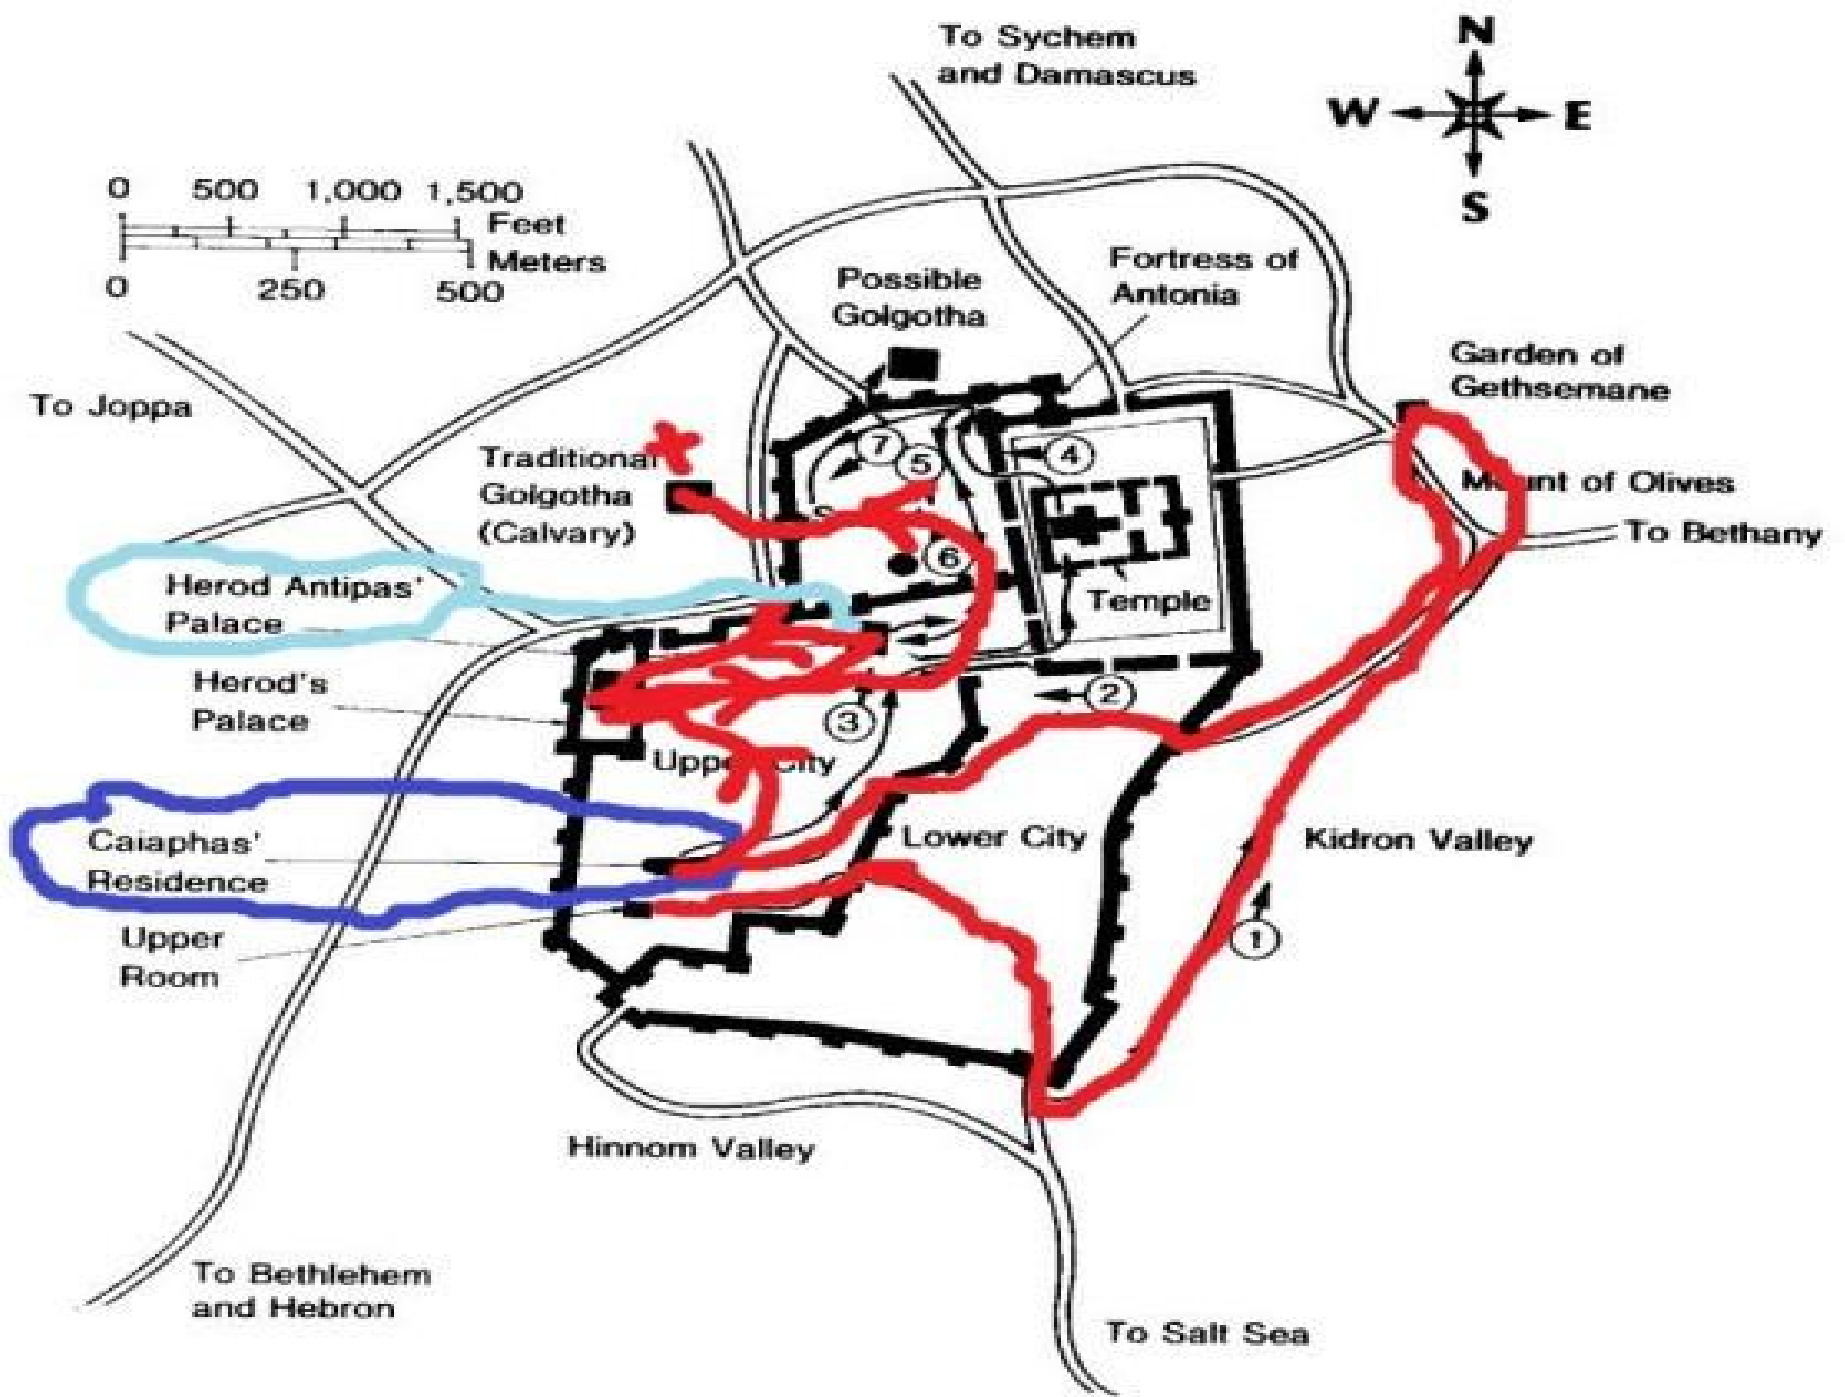 To Sychem
and Damascus
N
W E
S
0 500 1,000 1,500
Feet
Meters
0 250 500
Possible
Golgotha
Fortress of
Antonia
Garden of
Gethsemane
To Joppa
Traditional
Golgotha
(Calvary)
7
5
4
Mount of Olives
To Bethany
6
Herod Antipas'
Palace
Temple
Herod's
Palace
2
3
Upper City
Caiaphas'
Residence
Lower City
Kidron Valley
Upper
Room
1
Hinnom Valley
To Bethlehem
and Hebron
To Salt Sea